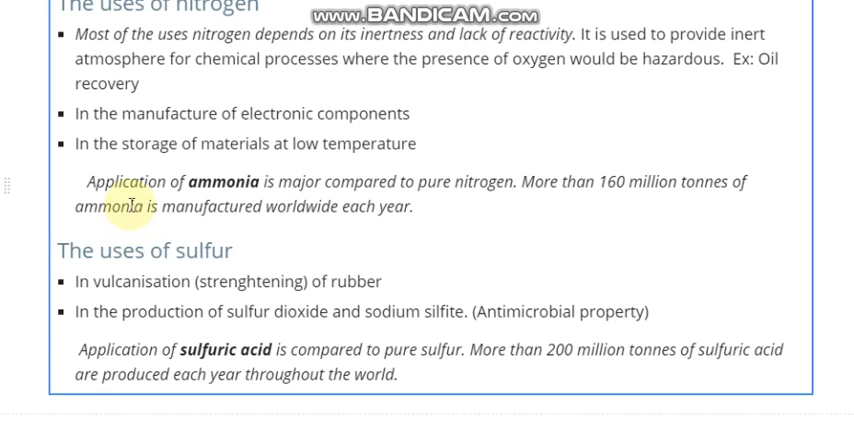 The uses of nitrogen
www.BANDICAM.com
▪ Most of the uses nitrogen depends on its inertness and lack of reactivity. It is used to provide inert
atmosphere for chemical processes where the presence of oxygen would be hazardous. Ex: Oil
recovery
▪ In the manufacture of electronic components
▪ In the storage of materials at low temperature
Application of ammonia is major compared to pure nitrogen. More than 160 million tonnes of
ammonia is manufactured worldwide each year.
The uses of sulfur
▪ In vulcanisation (strenghtening) of rubber
▪ In the production of sulfur dioxide and sodium silfite. (Antimicrobial property)
Application of sulfuric acid is compared to pure sulfur. More than 200 million tonnes of sulfuric acid
are produced each year throughout the world.